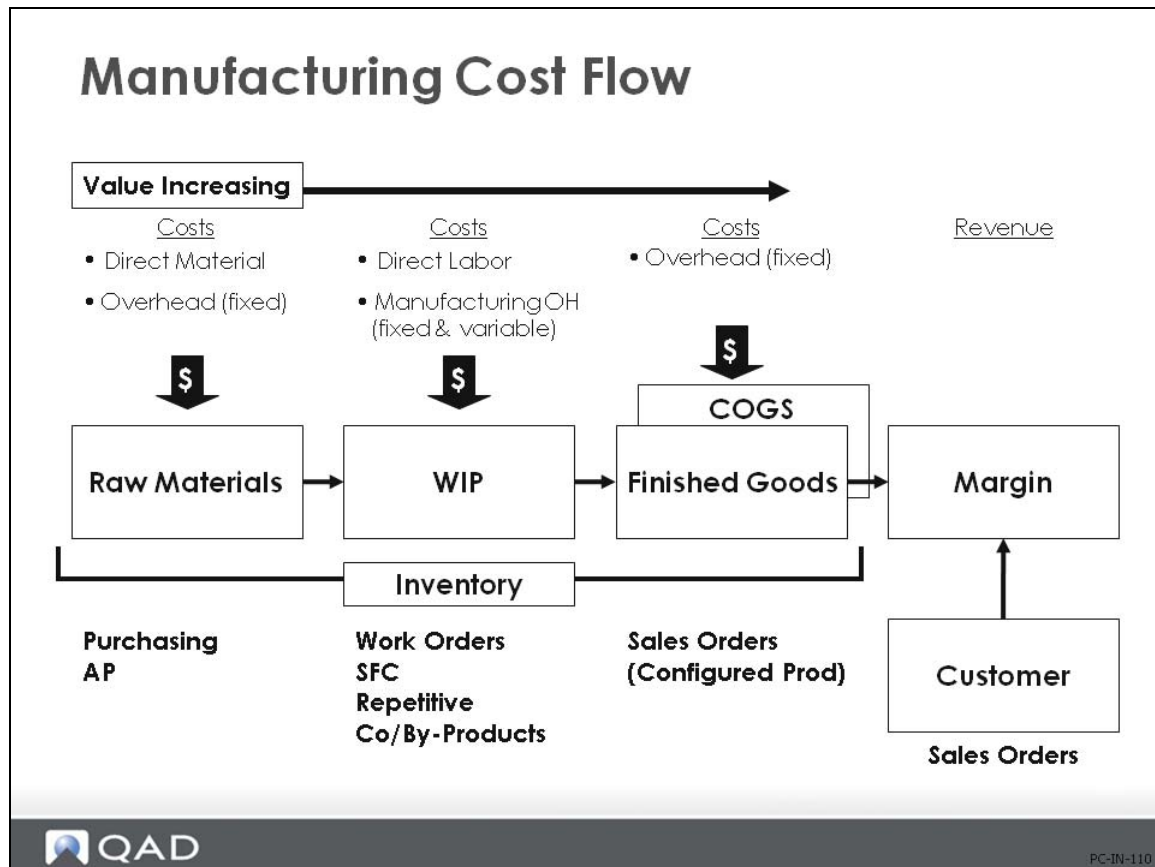 Manufacturing Cost Flow
Value Increasing
Costs
• Direct Material
• Overhead (fixed)
Costs
• Direct Labor
• Manufacturing OH
(fixed & variable)
Costs
• Overhead (fixed)
Revenue
$
$
$
COGS
Raw Materials
WIP
Finished Goods
Margin
Inventory
Purchasing
AP
Work Orders
SFC
Repetitive
Co/By-Products
Sales Orders
(Configured Prod)
Customer
Sales Orders
QAD
PC-IN-110